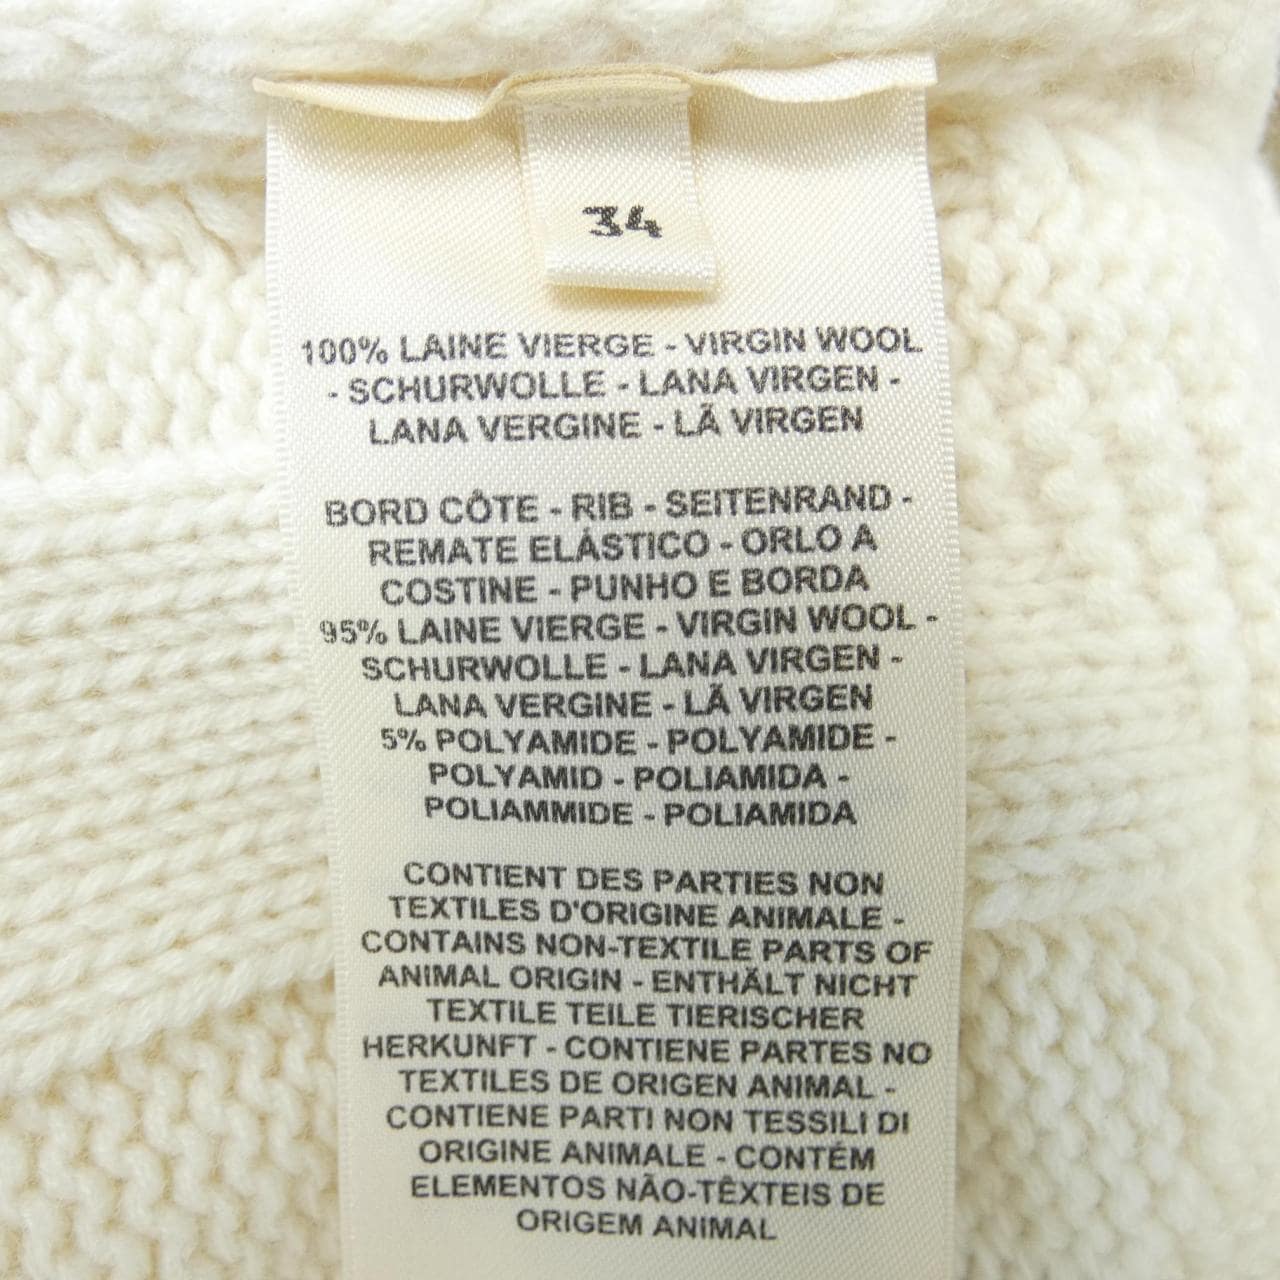 34
100% LAINE VIERGE - VIRGIN WOOL
- SCHURWOLLE - LANA VIRGEN -
LANA VERGINE - LÃ VIRGEN
BORD CÔTE - RIB - SEITENRAND -
REMATE ELÁSTICO - ORLO A
COSTINE - PUNHO E BORDA
95% LAINE VIERGE - VIRGIN WOOL -
SCHURWOLLE - LANA VIRGEN -
LANA VERGINE - LÃ VIRGEN
5% POLYAMIDE - POLYAMIDE -
POLYAMID - POLIAMIDA -
POLIAMMIDE - POLIAMIDA
CONTIENT DES PARTIES NON
TEXTILES D'ORIGINE ANIMALE -
CONTAINS NON-TEXTILE PARTS OF
ANIMAL ORIGIN - ENTHÄLT NICHT
TEXTILE TEILE TIERISCHER
HERKUNFT - CONTIENE PARTES NO
TEXTILES DE ORIGEN ANIMAL -
CONTIENE PARTI NON TESSILI DI
ORIGINE ANIMALE - CONTÉM
ELEMENTOS NÃO-TÊXTEIS DE
ORIGEM ANIMAL